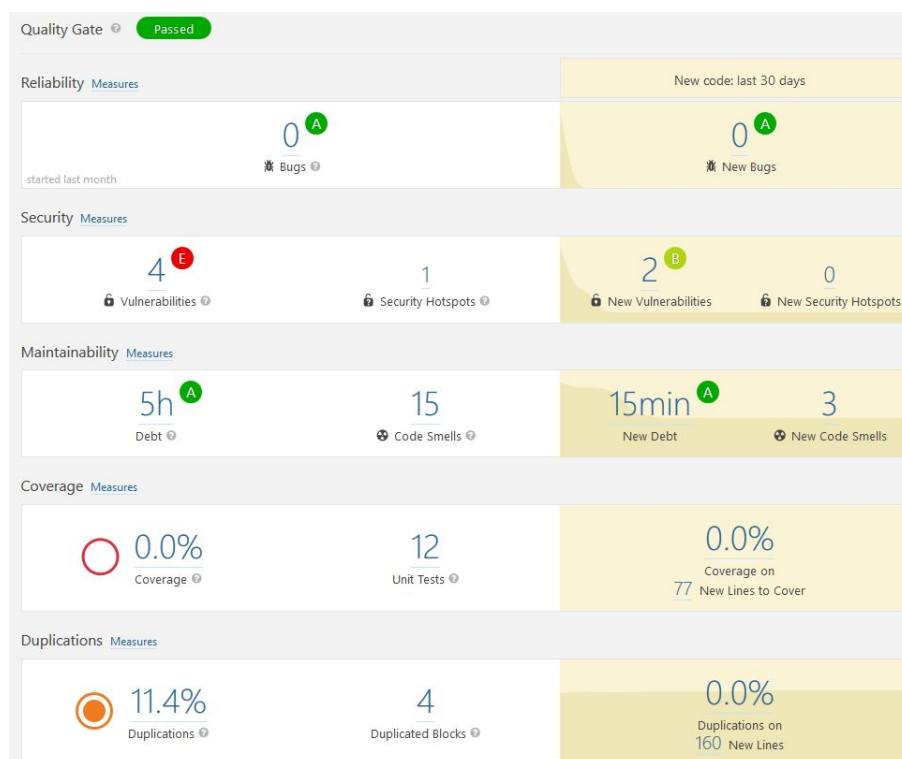 Quality Gate ? Passed
Reliability Measures
New code: last 30 days
0 A
Bugs ?
started last month
0 A
New Bugs
Security Measures
4 E
Vulnerabilities ?
1
Security Hotspots ?
2 B
New Vulnerabilities
0
New Security Hotspots
Maintainability Measures
5h A
Debt ?
15
Code Smells ?
15min A
New Debt
3
New Code Smells
Coverage Measures
0.0%
Coverage ?
12
Unit Tests ?
0.0%
Coverage on
77 New Lines to Cover
Duplications Measures
11.4%
Duplications ?
4
Duplicated Blocks ?
0.0%
Duplications on
160 New Lines